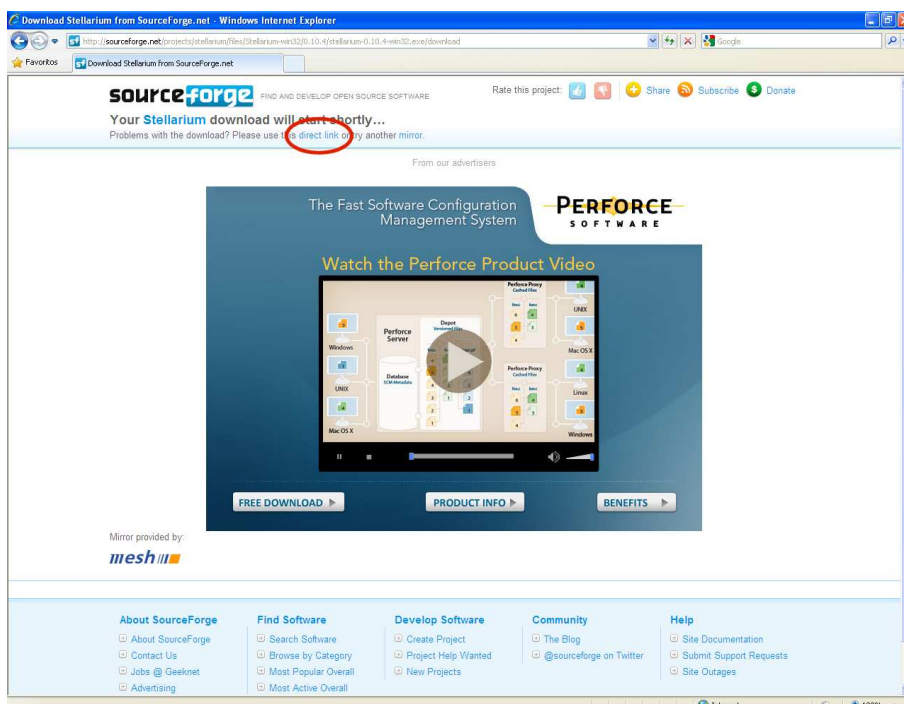 Download Stellarium from SourceForge.net - Windows Internet Explorer
http://sourceforge.net/projects/stellarium/files/Stellarium-win32/0.10.4/stellarium-0.10.4-win32.exe/download
Google
Favoritos
Download Stellarium from SourceForge.net
sourceforge FIND AND DEVELOP OPEN SOURCE SOFTWARE
Rate this project: Share Subscribe Donate
Your Stellarium download will start shortly...
Problems with the download? Please use this direct link or try another mirror.
From our advertisers
The Fast Software Configuration
Management System
PERFORCE
SOFTWARE
Watch the Perforce Product Video
Perforce Proxy
Cached Files
UNIX
Perforce
Server
Depot
Versioned Files
Windows
Mac OS X
Database
SCM Metadata
Perforce Proxy
Cached Files
UNIX
Linux
Mac OS X
Windows
FREE DOWNLOAD
PRODUCT INFO
BENEFITS
Mirror provided by:
mesh
About SourceForge
About SourceForge
Contact Us
Jobs @ Geeknet
Advertising
Find Software
Search Software
Browse by Category
Most Popular Overall
Most Active Overall
Develop Software
Create Project
Project Help Wanted
New Projects
Community
The Blog
@sourceforge on Twitter
Help
Site Documentation
Submit Support Requests
Site Outages